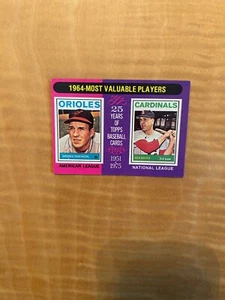 1964-MOST VALUABLE PLAYERS
ORIOLES
25
YEARS
OF
TOPPS
BASEBALL
CARDS
1951
1975
CARDINALS
AMERICAN LEAGUE
NATIONAL LEAGUE